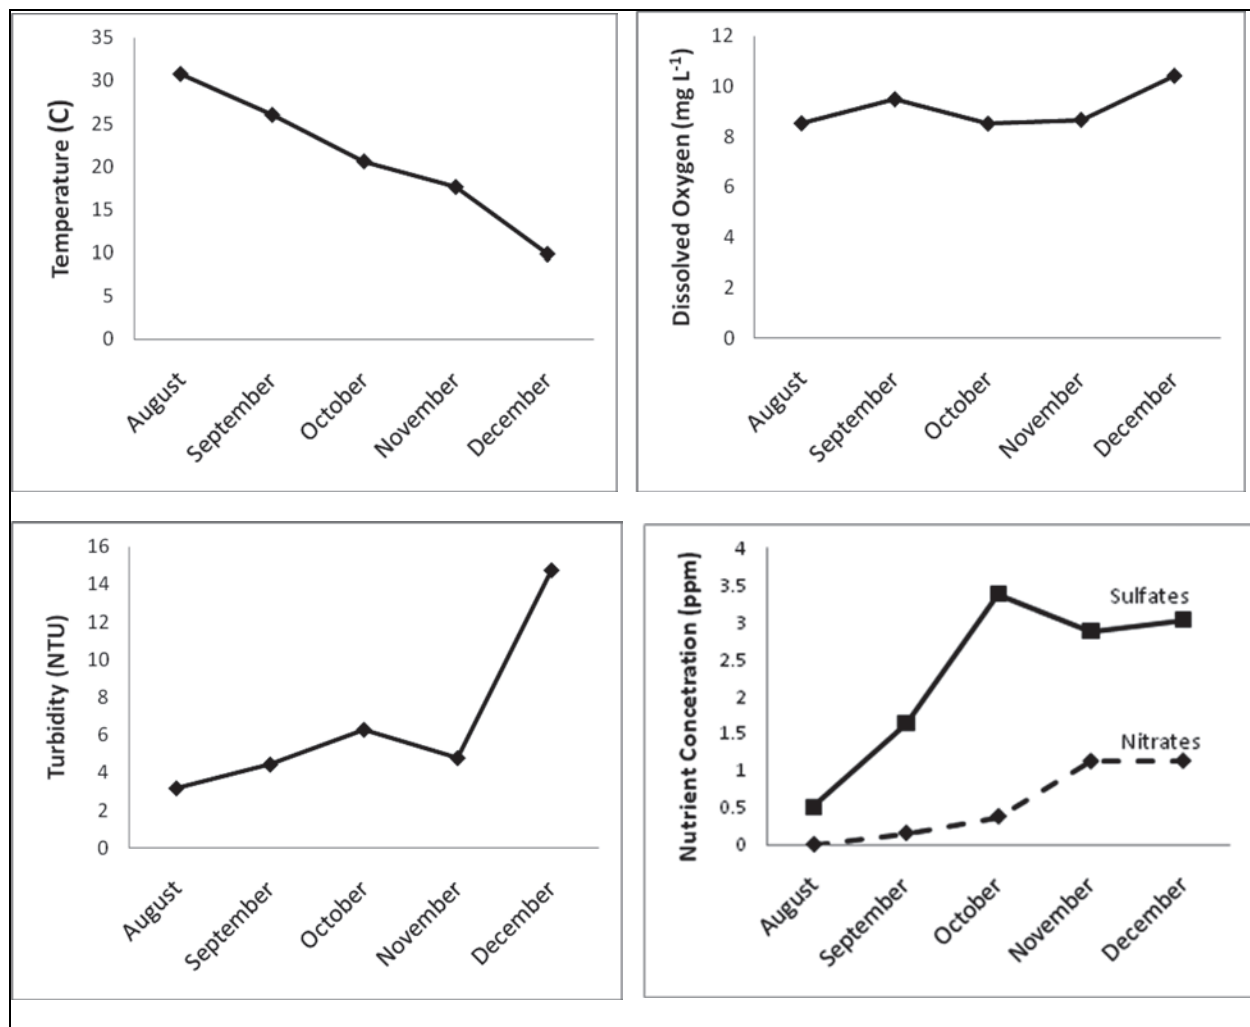 Temperature (C)
35
30
25
20
15
10
5
0
August
September
October
November
December
Dissolved Oxygen (mg L-1)
12
10
8
6
4
2
0
August
September
October
November
December
Turbidity (NTU)
16
14
12
10
8
6
4
2
0
August
September
October
November
December
Nutrient Concetration (ppm)
4
3.5
3
2.5
2
1.5
1
0.5
0
Sulfates
Nitrates
August
September
October
November
December